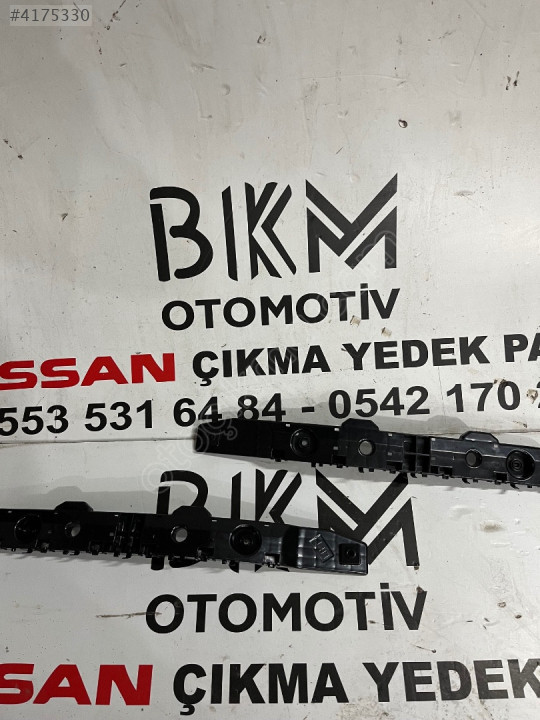 #4175330
BKM
OTOMOTİV
SSAN ÇIKMA YEDEK PA
553 531 64 84 - 0542 170
BKM
OTOMOTİV
SSAN ÇIKMA YEDEK